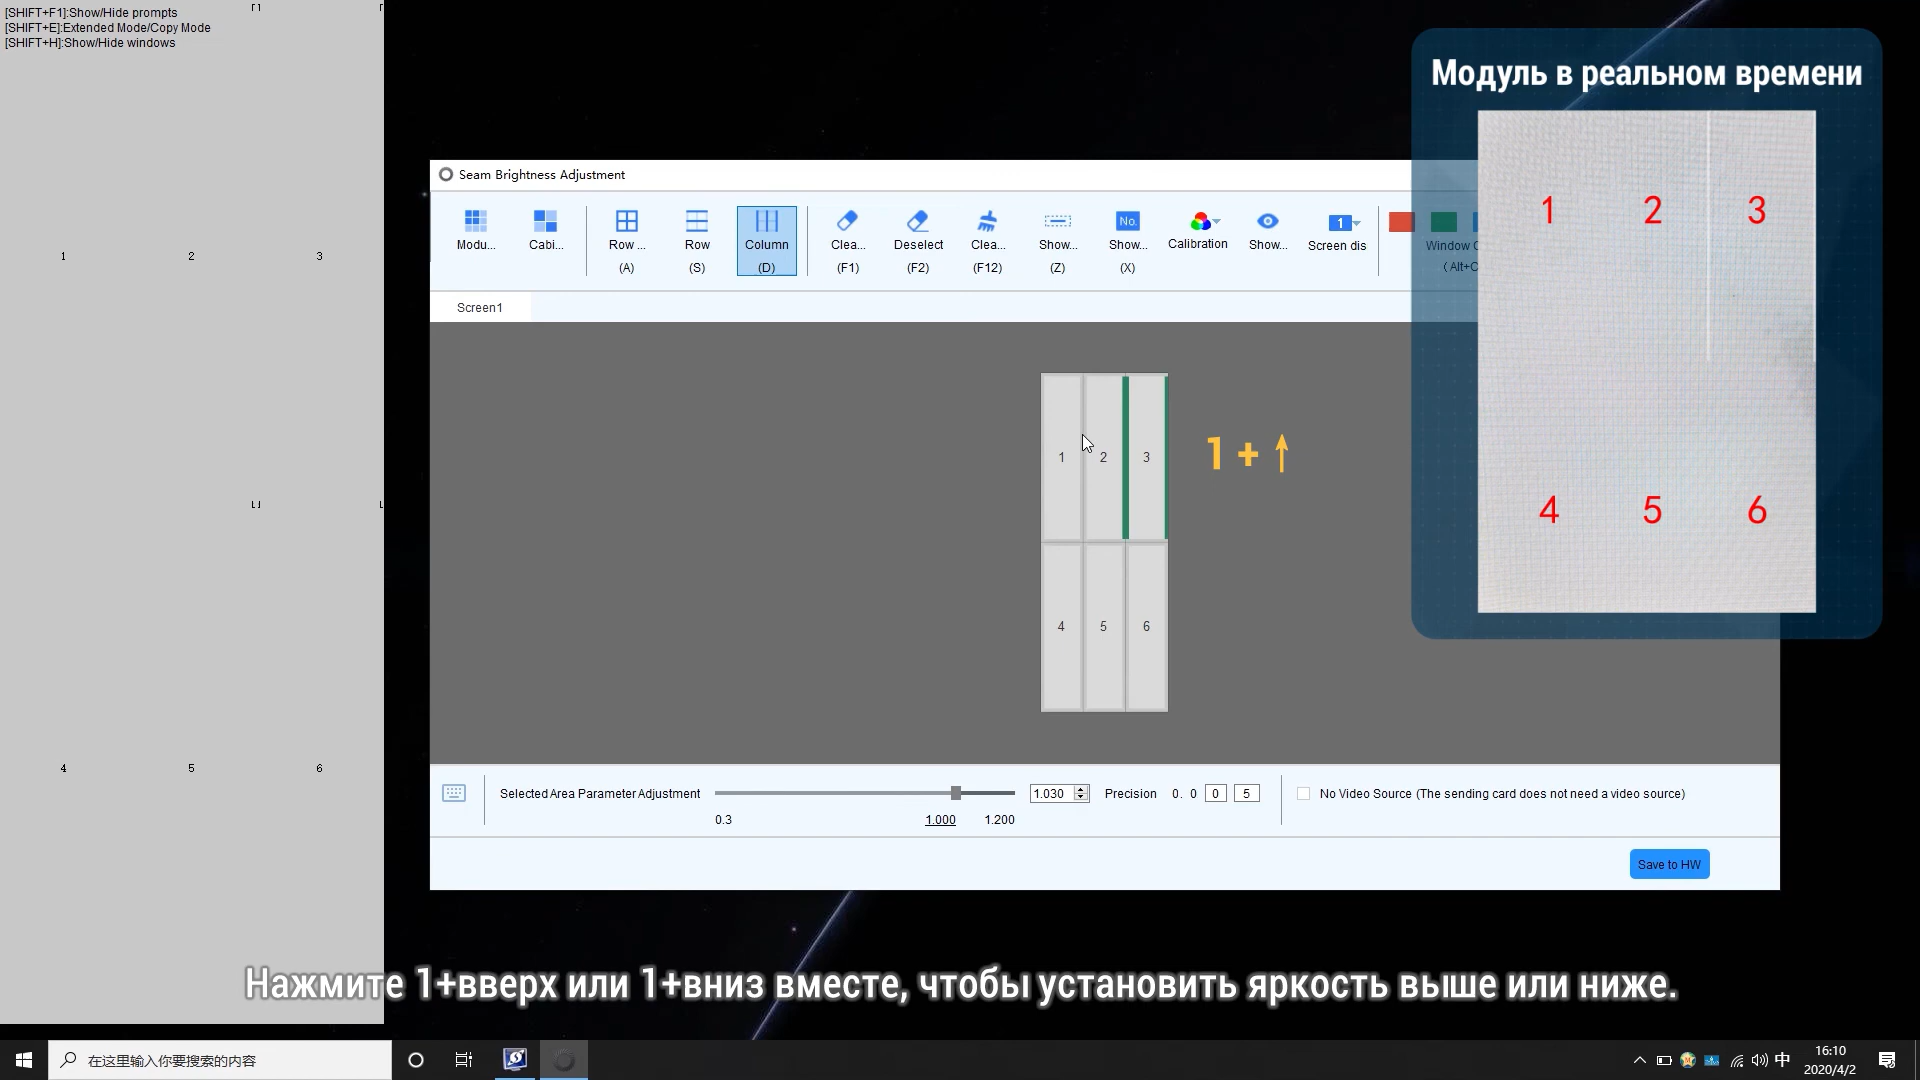 [SHIFT+F1]:Show/Hide prompts
[SHIFT+E]:Extended Mode/Copy Mode
[SHIFT+H]:Show/Hide windows
1 2 3
4 5 6
Модуль в реальном времени
1 2 3
4 5 6
Seam Brightness Adjustment
Modu... Cabi... Row ... Row Column Clea... Deselect Clea... Show... No. Show... Calibration Show... 1 Screen dis Window C
(A) (S) (D) (F1) (F2) (F12) (Z) (X) (Alt+C
Screen1
1 2 3
1 + ↑
4 5 6
Selected Area Parameter Adjustment 1.030 Precision 0. 0 0 5 No Video Source (The sending card does not need a video source)
0.3 1.000 1.200
Save to HW
Нажмите 1+вверх или 1+вниз вместе, чтобы установить яркость выше или ниже.
在这里输入你要搜索的内容
中
16:10
2020/4/2